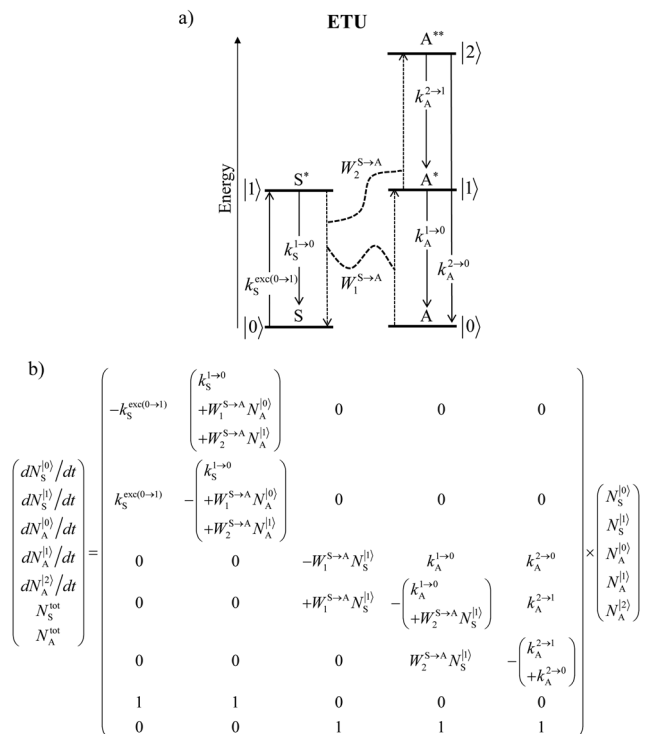 a)
ETU
Energy
A**
|2⟩
k_A^{2→1}
W_2^{S→A}
S*
A*
|1⟩
|1⟩
k_S^{1→0}
k_A^{1→0}
k_A^{2→0}
k_S^{exc(0→1)}
W_1^{S→A}
S
A
|0⟩
|0⟩
b)
dN_S^{|0⟩}/dt
dN_S^{|1⟩}/dt
dN_A^{|0⟩}/dt
dN_A^{|1⟩}/dt
dN_A^{|2⟩}/dt
N_S^{tot}
N_A^{tot}
=
-k_S^{exc(0→1)} (k_S^{1→0} +W_1^{S→A} N_A^{|0⟩} +W_2^{S→A} N_A^{|1⟩}) 0 0 0
k_S^{exc(0→1)} -(k_S^{1→0} +W_1^{S→A} N_A^{|0⟩} +W_2^{S→A} N_A^{|1⟩}) 0 0 0
0 0 -W_1^{S→A} N_S^{|1⟩} k_A^{1→0} k_A^{2→0}
0 0 +W_1^{S→A} N_S^{|1⟩} -(k_A^{1→0} +W_2^{S→A} N_S^{|1⟩}) k_A^{2→1}
0 0 0 W_2^{S→A} N_S^{|1⟩} -(k_A^{2→1} +k_A^{2→0})
1 1 0 0 0
0 0 1 1 1
×
N_S^{|0⟩}
N_S^{|1⟩}
N_A^{|0⟩}
N_A^{|1⟩}
N_A^{|2⟩}